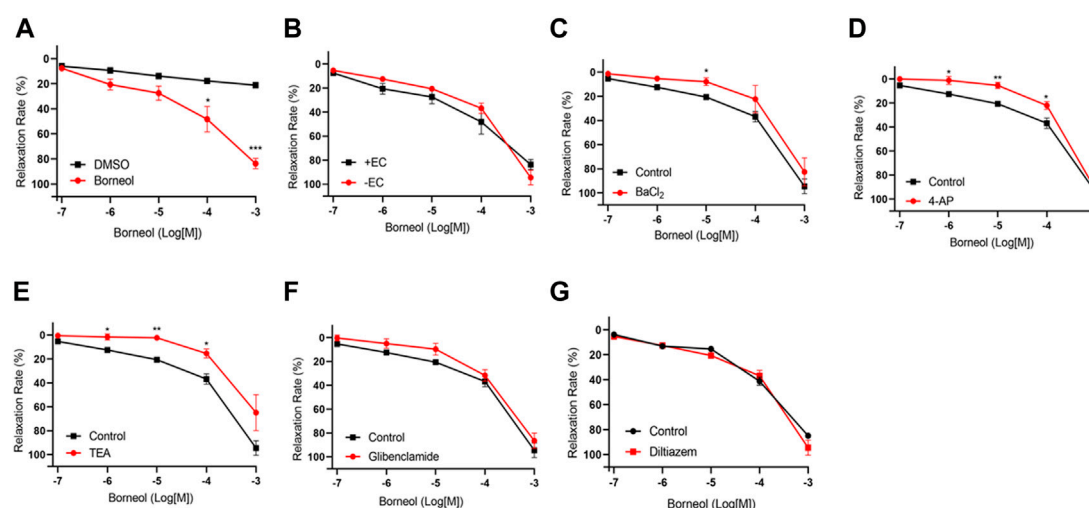 A
Relaxation Rate (%)
0
20
40
60
80
100
*
***
DMSO
Borneol
-7 -6 -5 -4 -3
Borneol (Log[M])
B
Relaxation Rate (%)
0
20
40
60
80
100
+EC
-EC
-7 -6 -5 -4 -3
Borneol (Log[M])
C
Relaxation Rate (%)
0
20
40
60
80
100
*
Control
BaCl₂
-7 -6 -5 -4 -3
Borneol (Log[M])
D
Relaxation Rate (%)
0
20
40
60
80
100
* ** *
Control
4-AP
-7 -6 -5 -4
Borneol (Log[M])
E
Relaxation Rate (%)
0
20
40
60
80
100
* ** *
Control
TEA
-7 -6 -5 -4 -3
Borneol (Log[M])
F
Relaxation Rate (%)
0
20
40
60
80
100
Control
Glibenclamide
-7 -6 -5 -4 -3
Borneol (Log[M])
G
Relaxation Rate (%)
0
20
40
60
80
100
Control
Diltiazem
-7 -6 -5 -4 -3
Borneol (Log[M])